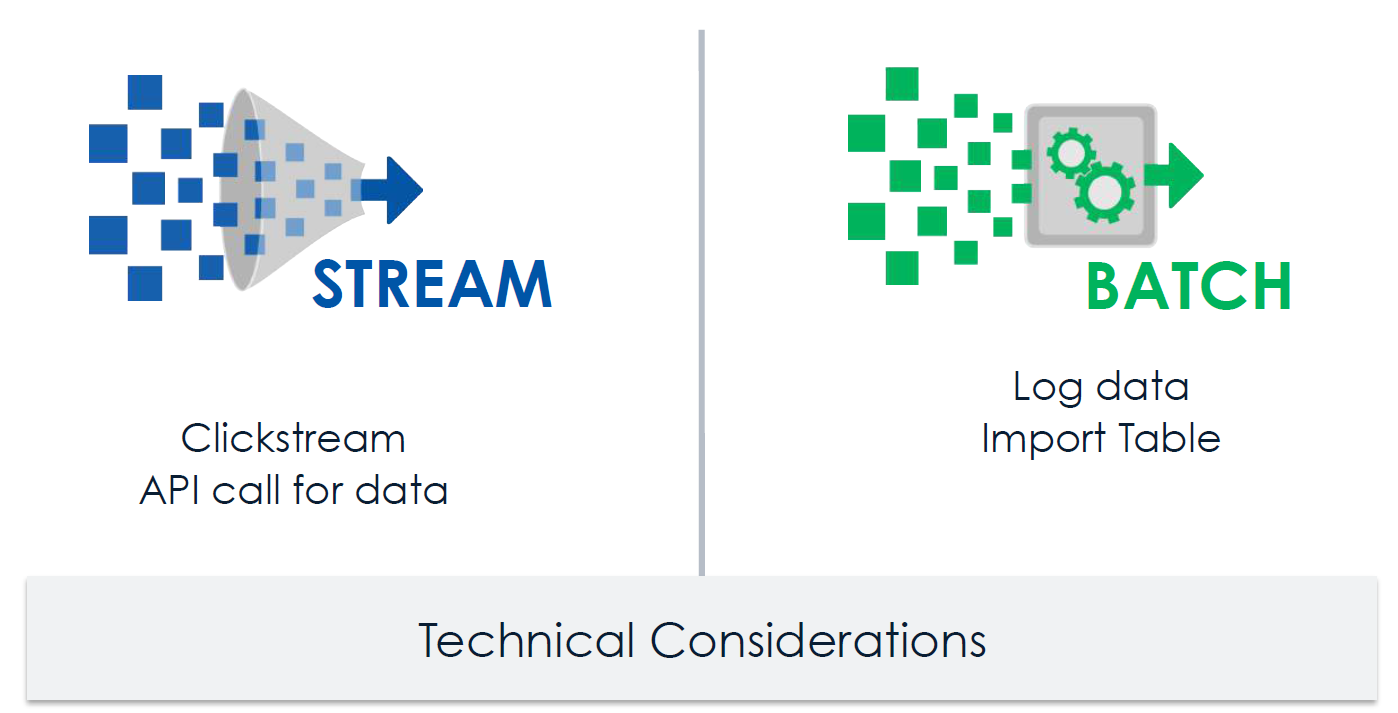 STREAM
Clickstream
API call for data
BATCH
Log data
Import Table
Technical Considerations